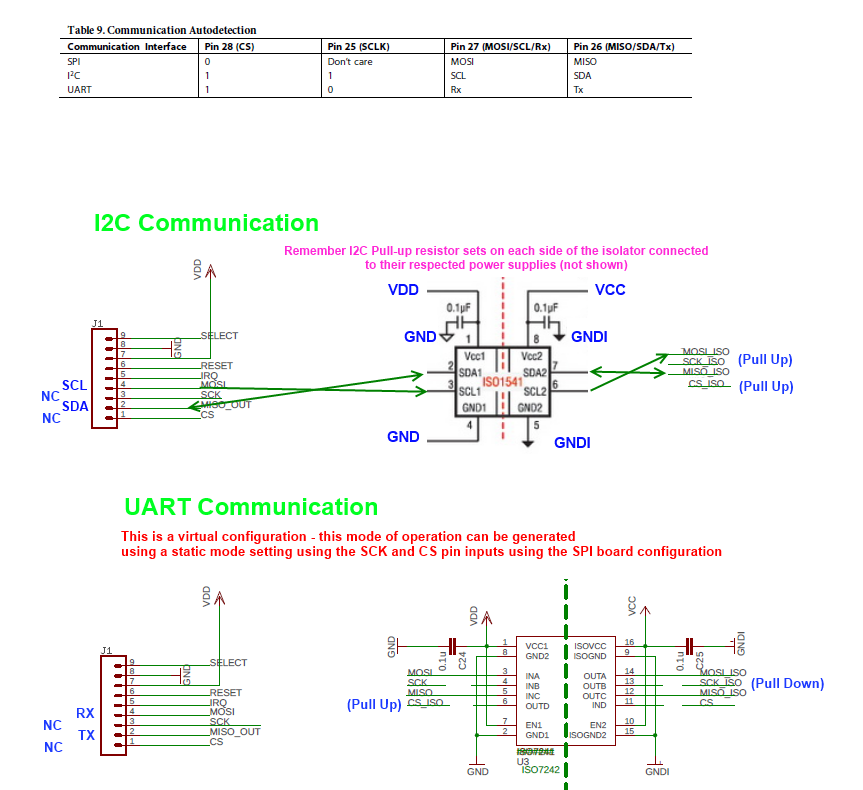 Table 9. Communication Autodetection
Communication Interface Pin 28 (CS) Pin 25 (SCLK) Pin 27 (MOSI/SCL/Rx) Pin 26 (MISO/SDA/Tx)
SPI 0 Don't care MOSI MISO
I²C 1 1 SCL SDA
UART 1 0 Rx Tx
I2C Communication
Remember I2C Pull-up resistor sets on each side of the isolator connected
to their respected power supplies (not shown)
VDD
VDD
VCC
0.1µF
0.1µF
GND
GNDI
1
8
J1
9 SELECT
8 GND
7
6 RESET
5 IRQ
SCL 4 MOSI
NC 3 SCK
SDA 2 MISO_OUT
NC 1 CS
Vcc1 Vcc2
2 SDA1 SDA2 7
ISO1541
3 SCL1 SCL2 6
GND1 GND2
4 5
GND
GNDI
MOSI_ISO
SCK_ISO (Pull Up)
MISO_ISO
CS_ISO (Pull Up)
UART Communication
This is a virtual configuration - this mode of operation can be generated
using a static mode setting using the SCK and CS pin inputs using the SPI board configuration
VDD
J1
9 SELECT
8 GND
7
6 RESET
5 IRQ
RX 4 MOSI
NC 3 SCK
TX 2 MISO_OUT
NC 1 CS
VDD
VCC
GND
0.1u
C24
0.1u
C25
GNDI
1 VCC1 ISOVCC 16
8 GND2 ISOGND 9
MOSI 3 INA OUTA 14 MOSI_ISO
SCK 4 INB OUTB 13 SCK_ISO (Pull Down)
MISO 5 INC OUTC 12 MISO_ISO
(Pull Up) CS_ISO 6 OUTD IND 11 CS
7 EN1 EN2 10
2 GND1 ISOGND2 15
ISO7241
U3
ISO7242
GND
GNDI